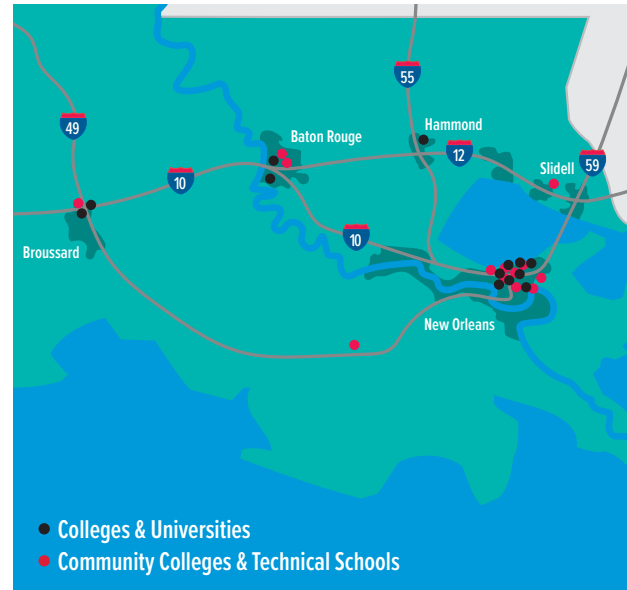 55
49
Hammond
Baton Rouge
12
59
Slidell
10
10
Broussard
New Orleans
Colleges & Universities
Community Colleges & Technical Schools